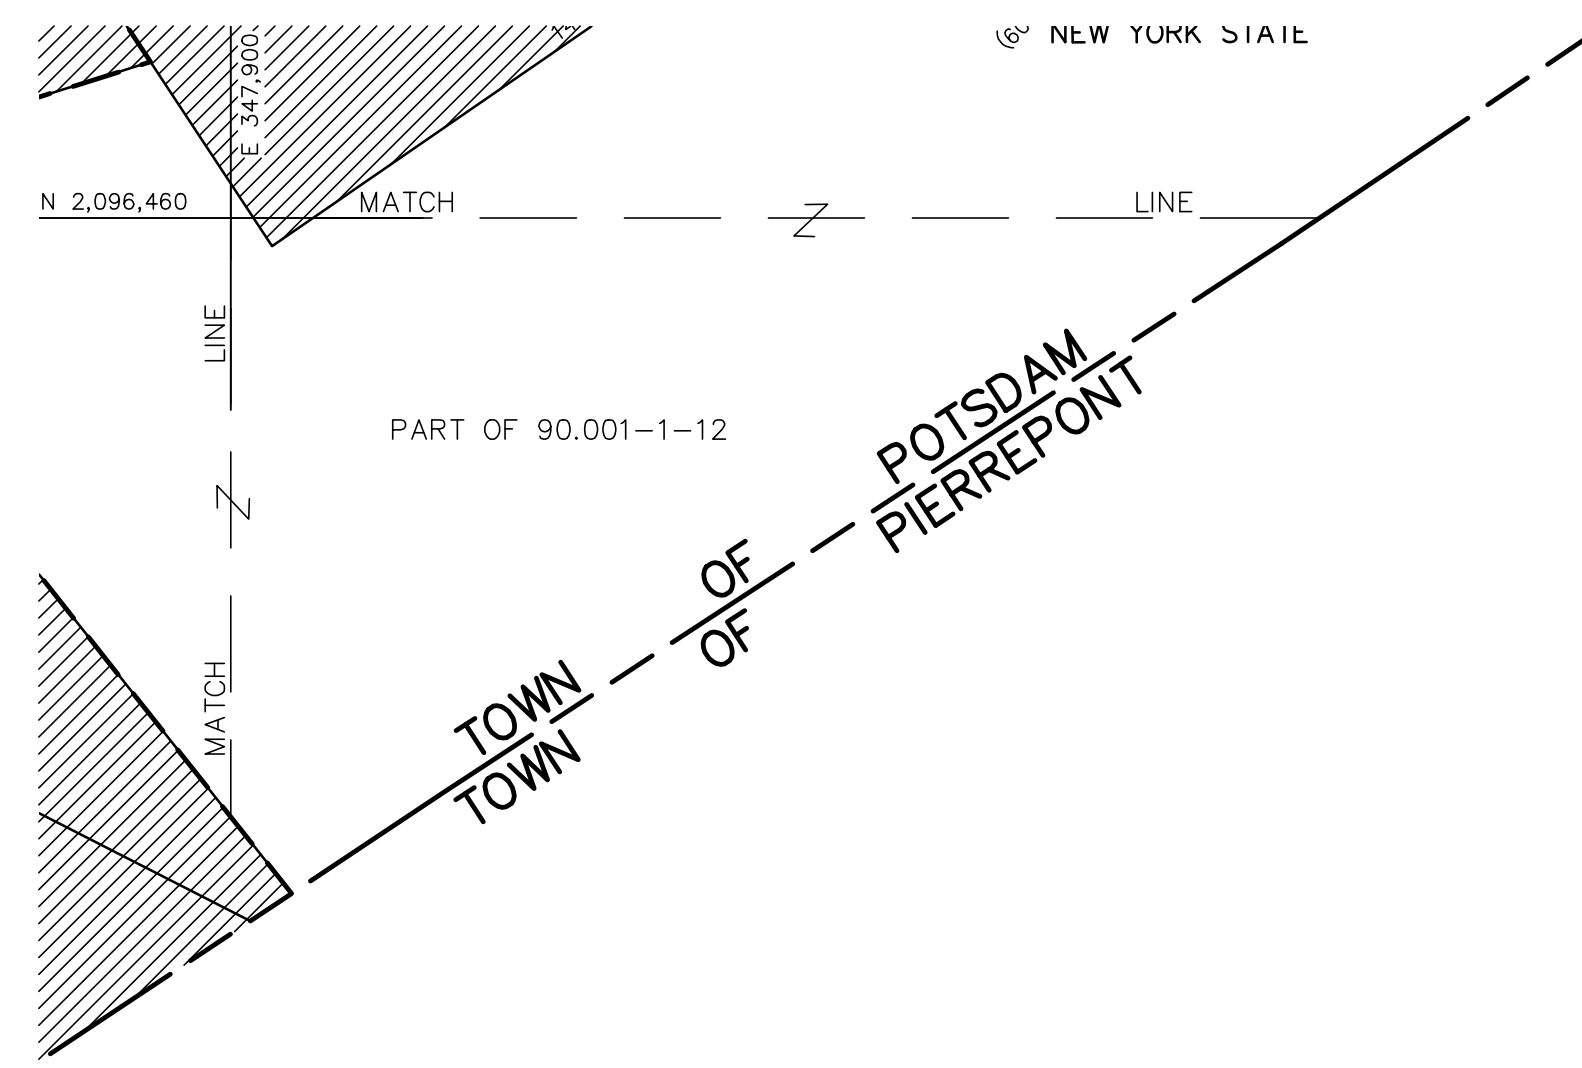 NEW YORK STATE
E 347,900
N 2,096,460
MATCH LINE
LINE
MATCH
PART OF 90.001-1-12
TOWN OF POTSDAM
TOWN OF PIERREPONT